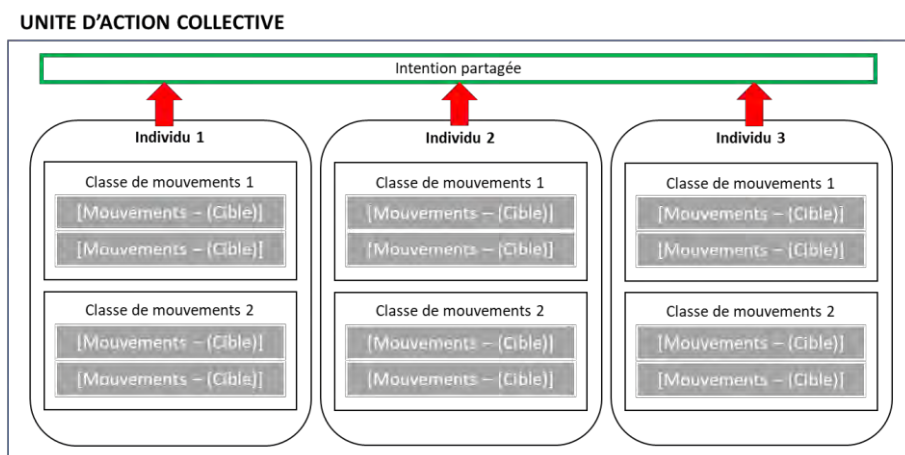 UNITE D’ACTION COLLECTIVE
Intention partagée
Individu 1
Classe de mouvements 1
[Mouvements – (Cible)]
[Mouvements – (Cible)]
Classe de mouvements 2
[Mouvements – (Cible)]
[Mouvements – (Cible)]
Individu 2
Classe de mouvements 1
[Mouvements – (Cible)]
[Mouvements – (Cible)]
Classe de mouvements 2
[Mouvements – (Cible)]
[Mouvements – (Cible)]
Individu 3
Classe de mouvements 1
[Mouvements – (Cible)]
[Mouvements – (Cible)]
Classe de mouvements 2
[Mouvements – (Cible)]
[Mouvements – (Cible)]